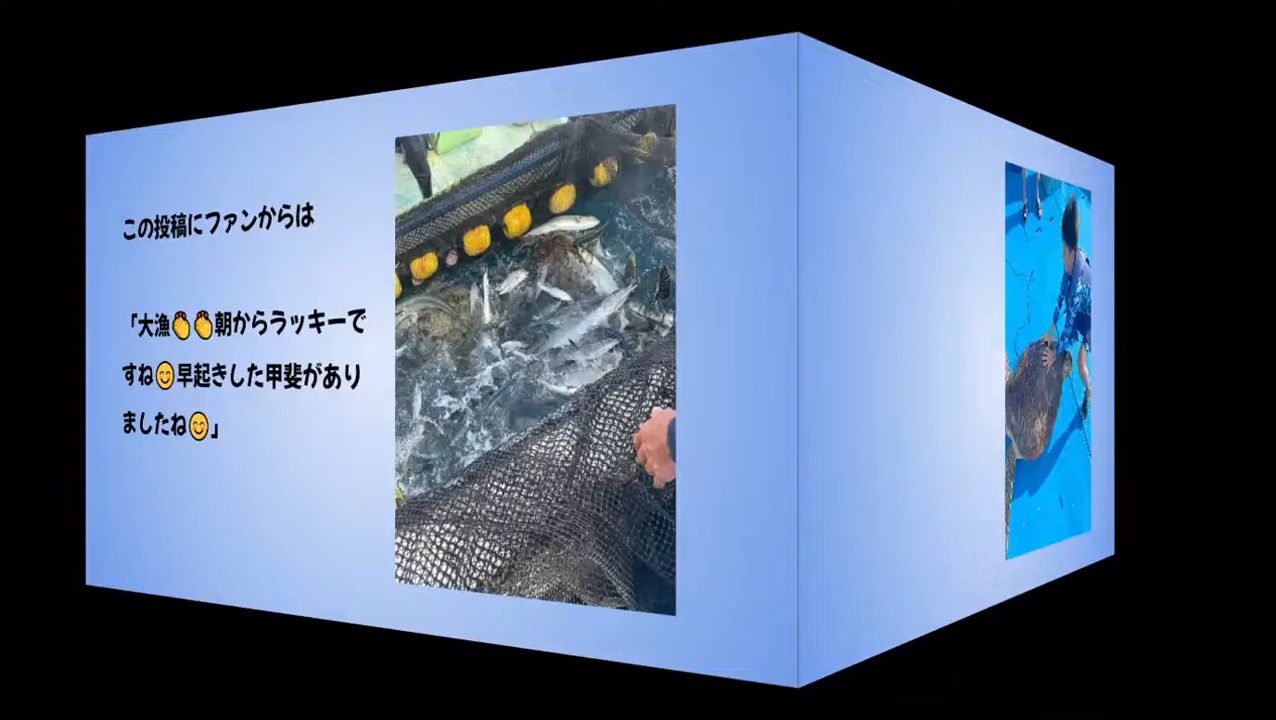 この投稿にファンからは
「大漁👏👏朝からラッキーで
すね😊早起きした甲斐があり
ましたね😊」